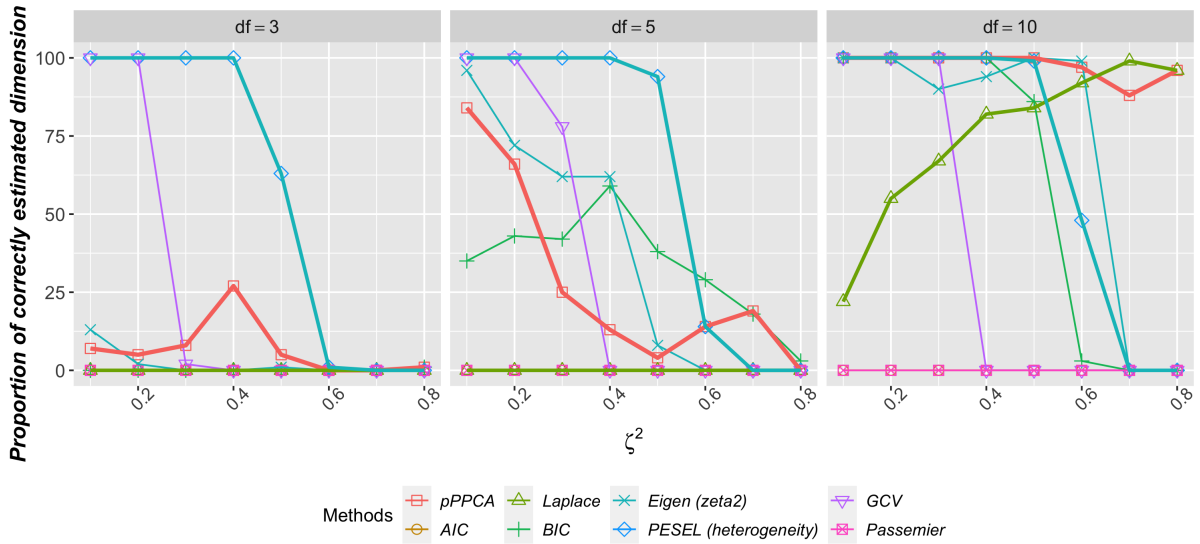 df = 3
df = 5
df = 10
Proportion of correctly estimated dimension
100
75
50
25
0
0.2
0.4
0.6
0.8
0.2
0.4
0.6
0.8
0.2
0.4
0.6
0.8
ζ²
Methods
pPPCA
Laplace
Eigen (zeta2)
GCV
AIC
BIC
PESEL (heterogeneity)
Passemier